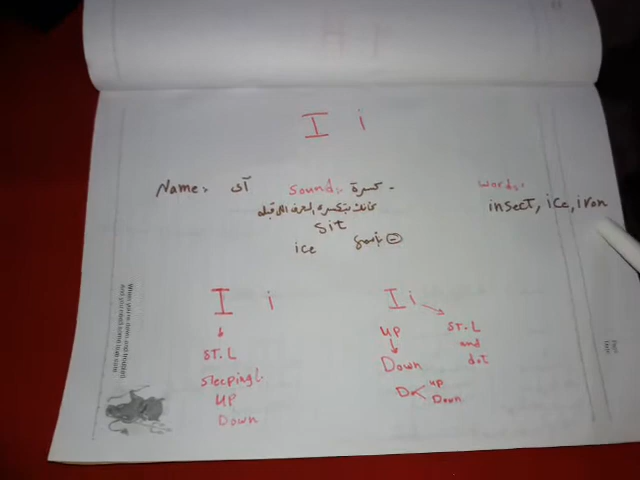 I i
Name: آى
sound: كسرة -
sit
ice
words:
insect, ice, iron
I i
ST.L
sleeping L.
UP
Down
I i
UP
Down
D< up Down
ST.L
and
dot